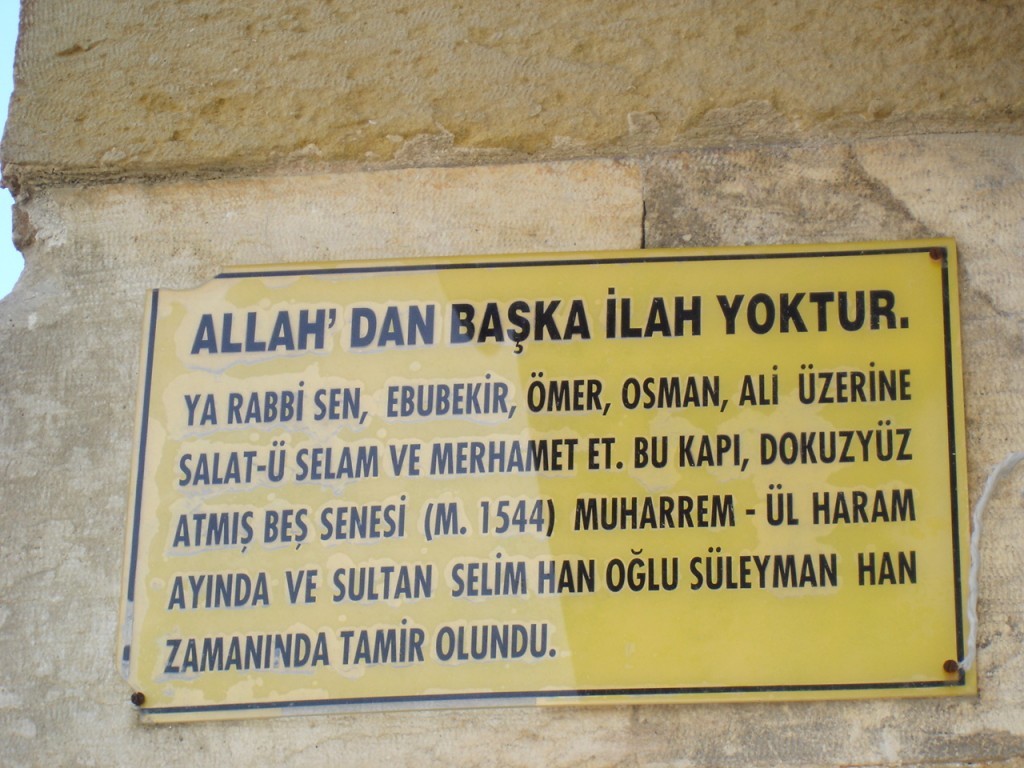 ALLAH' DAN BAŞKA İLAH YOKTUR.
YA RABBİ SEN, EBUBEKİR, ÖMER, OSMAN, ALİ ÜZERİNE
SALAT-Ü SELAM VE MERHAMET ET. BU KAPI, DOKUZYÜZ
ATMIŞ BEŞ SENESİ (M. 1544) MUHARREM - ÜL HARAM
AYINDA VE SULTAN SELİM HAN OĞLU SÜLEYMAN HAN
ZAMANINDA TAMİR OLUNDU.